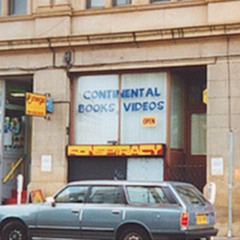 CONTINENTAL
BOOKS, VIDEOS
OPEN
CONSPIRACY